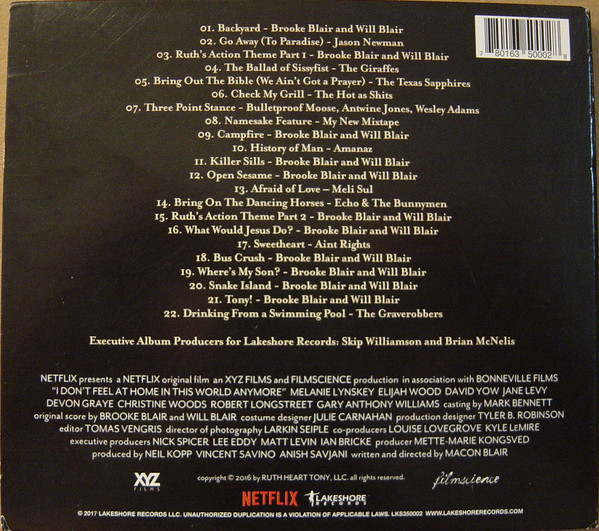 01. Backyard - Brooke Blair and Will Blair
02. Go Away (To Paradise) - Jason Newman
03. Ruth's Action Theme Part 1 - Brooke Blair and Will Blair
04. The Ballad of Sissyfist - The Giraffes
05. Bring Out The Bible (We Ain't Got a Prayer) - The Texas Sapphires
06. Check My Grill - The Hot as Shits
07. Three Point Stance - Bulletproof Moose, Antwine Jones, Wesley Adams
08. Namesake Feature - My New Mixtape
09. Campfire - Brooke Blair and Will Blair
10. History of Man - Amanaz
11. Killer Sills - Brooke Blair and Will Blair
12. Open Sesame - Brooke Blair and Will Blair
13. Afraid of Love – Meli Sul
14. Bring On The Dancing Horses - Echo & The Bunnymen
15. Ruth's Action Theme Part 2 - Brooke Blair and Will Blair
16. What Would Jesus Do? - Brooke Blair and Will Blair
17. Sweetheart - Aint Rights
18. Bus Crush - Brooke Blair and Will Blair
19. Where's My Son? - Brooke Blair and Will Blair
20. Snake Island - Brooke Blair and Will Blair
21. Tony! - Brooke Blair and Will Blair
22. Drinking From a Swimming Pool - The Graverobbers
7 80163 50002 8
Executive Album Producers for Lakeshore Records: Skip Williamson and Brian McNelis
NETFLIX presents a NETFLIX original film an XYZ FILMS and FILMSCIENCE production in association with BONNEVILLE FILMS
"I DON'T FEEL AT HOME IN THIS WORLD ANYMORE" MELANIE LYNSKEY ELIJAH WOOD DAVID YOW JANE LEVY
DEVON GRAYE CHRISTINE WOODS ROBERT LONGSTREET GARY ANTHONY WILLIAMS casting by MARK BENNETT
original score by BROOKE BLAIR and WILL BLAIR costume designer JULIE CARNAHAN production designer TYLER B. ROBINSON
editor TOMAS VENGRIS director of photography LARKIN SEIPLE co-producers LOUISE LOVEGROVE KYLE LeMIRE
executive producers NICK SPICER LEE EDDY MATT LEVIN IAN BRICKE producer METTE-MARIE KONGSVED
produced by NEIL KOPP VINCENT SAVINO ANISH SAVJANI written and directed by MACON BLAIR
XYZ
FILMS
copyright © 2016 by RUTH HEART TONY, LLC. all rights reserved.
filmscience
NETFLIX
LAKESHORE
RECORDS
© 2017 LAKESHORE RECORDS LLC. UNAUTHORIZED DUPLICATION IS A VIOLATION OF APPLICABLE LAWS. LKS350002 WWW.LAKESHORERECORDS.COM